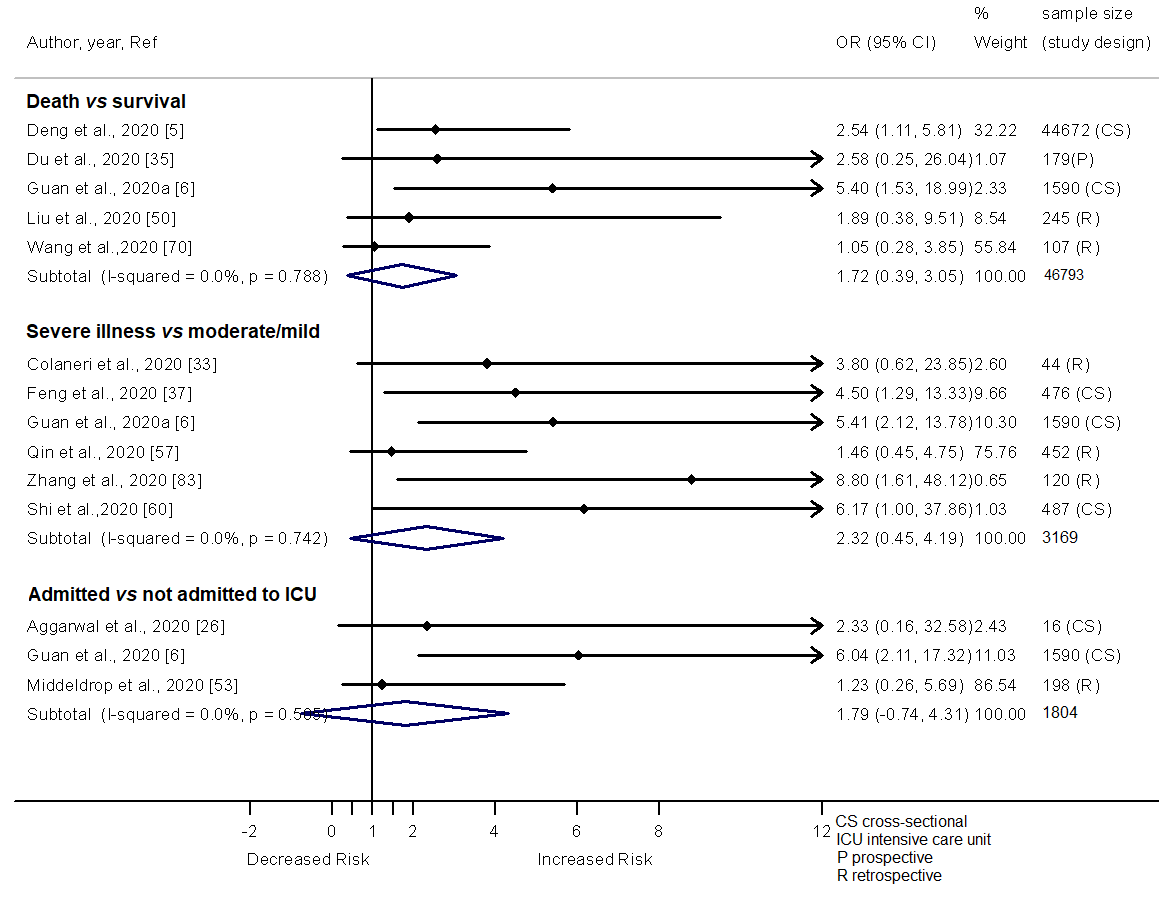 % sample size
Author, year, Ref OR (95% CI) Weight (study design)
Death vs survival
Deng et al., 2020 [5] 2.54 (1.11, 5.81) 32.22 44672 (CS)
Du et al., 2020 [35] 2.58 (0.25, 26.04)1.07 179(P)
Guan et al., 2020a [6] 5.40 (1.53, 18.99)2.33 1590 (CS)
Liu et al., 2020 [50] 1.89 (0.38, 9.51) 8.54 245 (R)
Wang et al.,2020 [70] 1.05 (0.28, 3.85) 55.84 107 (R)
Subtotal (I-squared = 0.0%, p = 0.788) 1.72 (0.39, 3.05) 100.00 46793
Severe illness vs moderate/mild
Colaneri et al., 2020 [33] 3.80 (0.62, 23.85)2.60 44 (R)
Feng et al., 2020 [37] 4.50 (1.29, 13.33)9.66 476 (CS)
Guan et al., 2020a [6] 5.41 (2.12, 13.78)10.30 1590 (CS)
Qin et al., 2020 [57] 1.46 (0.45, 4.75) 75.76 452 (R)
Zhang et al., 2020 [83] 8.80 (1.61, 48.12)0.65 120 (R)
Shi et al.,2020 [60] 6.17 (1.00, 37.86)1.03 487 (CS)
Subtotal (I-squared = 0.0%, p = 0.742) 2.32 (0.45, 4.19) 100.00 3169
Admitted vs not admitted to ICU
Aggarwal et al., 2020 [26] 2.33 (0.16, 32.58)2.43 16 (CS)
Guan et al., 2020 [6] 6.04 (2.11, 17.32)11.03 1590 (CS)
Middeldrop et al., 2020 [53] 1.23 (0.26, 5.69) 86.54 198 (R)
Subtotal (I-squared = 0.0%, p = 1.79 (-0.74, 4.31) 100.00 1804
-2 0 1 2 4 6 8 12
Decreased Risk Increased Risk
CS cross-sectional
ICU intensive care unit
P prospective
R retrospective